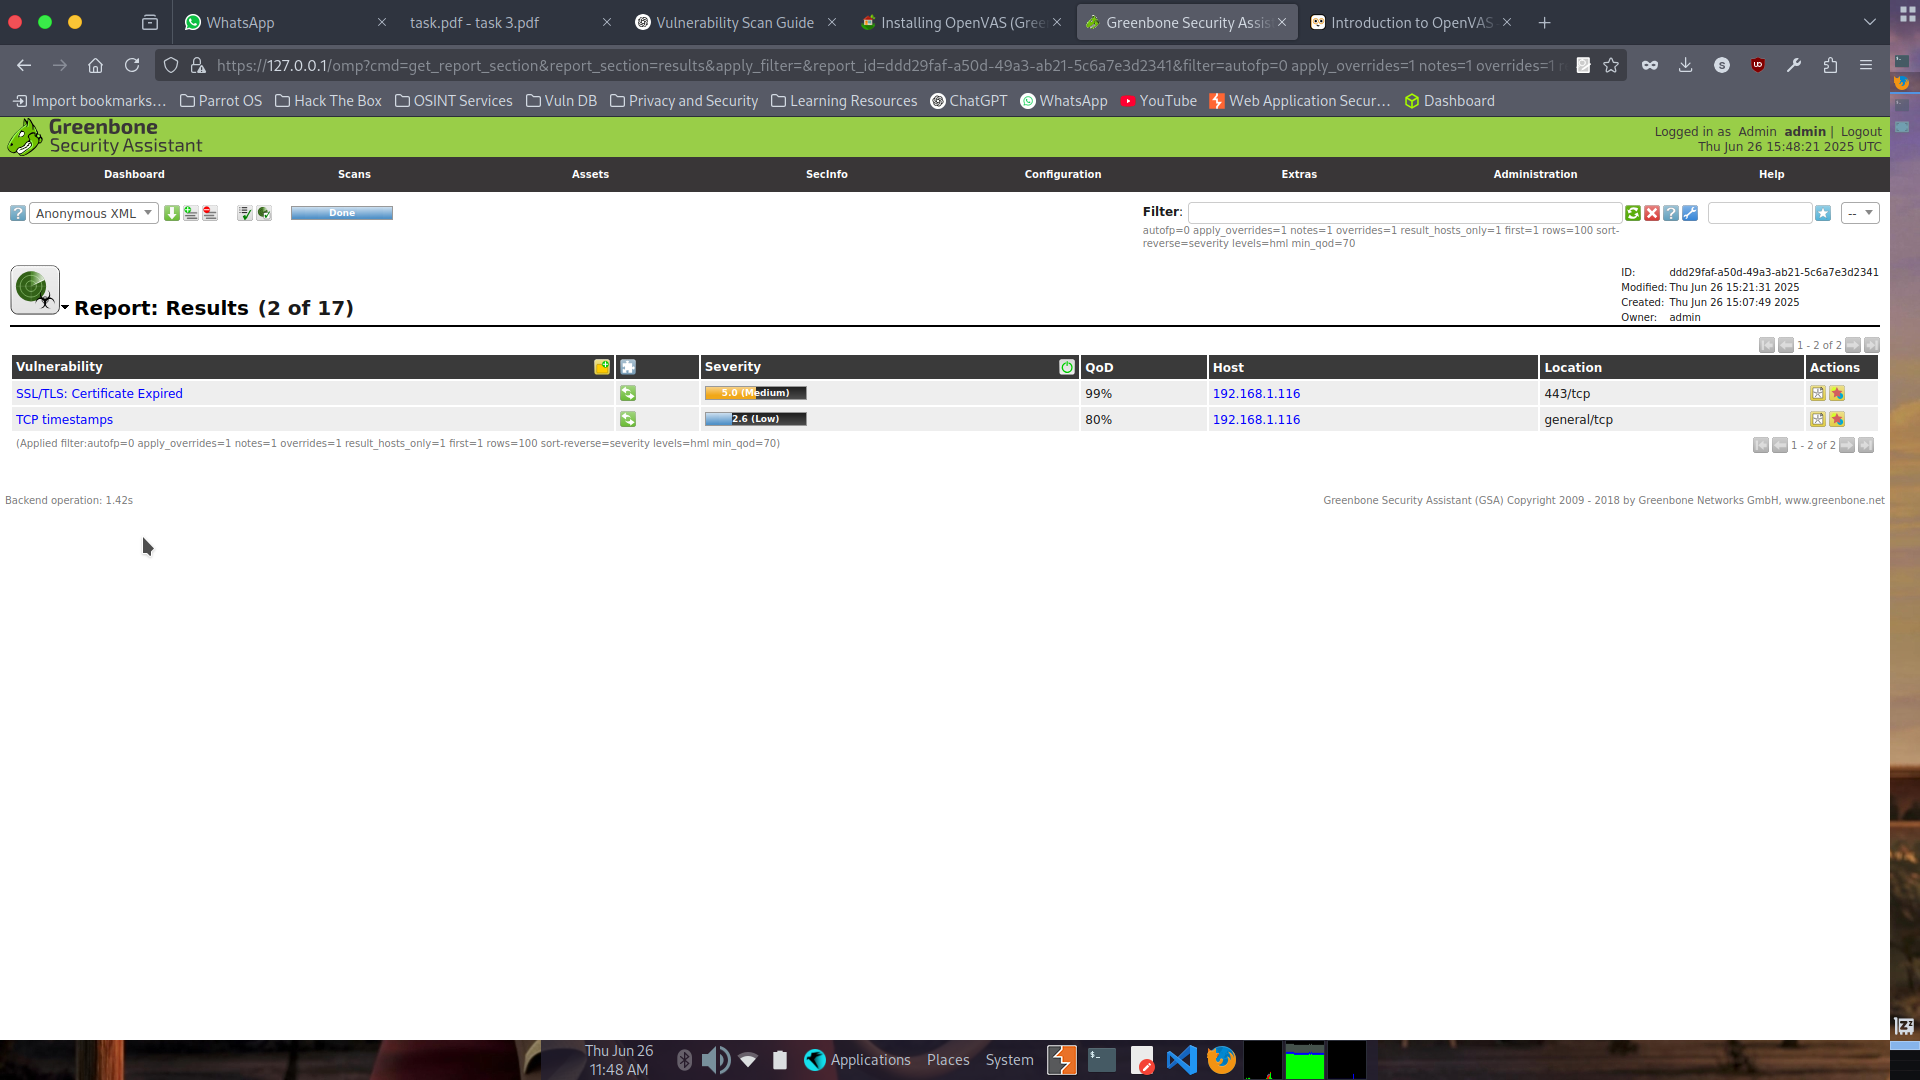 WhatsApp
task.pdf - task 3.pdf
Vulnerability Scan Guide
Installing OpenVAS (Gree
Greenbone Security Assis
Introduction to OpenVAS
https://127.0.0.1/omp?cmd=get_report_section&report_section=results&apply_filter=&report_id=ddd29faf-a50d-49a3-ab21-5c6a7e3d2341&filter=autofp=0 apply_overrides=1 notes=1 overrides=1 r
Import bookmarks… Parrot OS Hack The Box OSINT Services Vuln DB Privacy and Security Learning Resources ChatGPT WhatsApp YouTube Web Application Secur… Dashboard
Greenbone
Security Assistant
Logged in as Admin admin | Logout
Thu Jun 26 15:48:21 2025 UTC
Dashboard Scans Assets SecInfo Configuration Extras Administration Help
Anonymous XML Done
Filter: --
autofp=0 apply_overrides=1 notes=1 overrides=1 result_hosts_only=1 first=1 rows=100 sort-
reverse=severity levels=hml min_qod=70
Report: Results (2 of 17)
ID: ddd29faf-a50d-49a3-ab21-5c6a7e3d2341
Modified: Thu Jun 26 15:21:31 2025
Created: Thu Jun 26 15:07:49 2025
Owner: admin
1 - 2 of 2
Vulnerability Severity QoD Host Location Actions
SSL/TLS: Certificate Expired 5.0 (Medium) 99% 192.168.1.116 443/tcp
TCP timestamps 2.6 (Low) 80% 192.168.1.116 general/tcp
(Applied filter:autofp=0 apply_overrides=1 notes=1 overrides=1 result_hosts_only=1 first=1 rows=100 sort-reverse=severity levels=hml min_qod=70)
1 - 2 of 2
Backend operation: 1.42s
Greenbone Security Assistant (GSA) Copyright 2009 - 2018 by Greenbone Networks GmbH, www.greenbone.net
Thu Jun 26
11:48 AM
Applications Places System